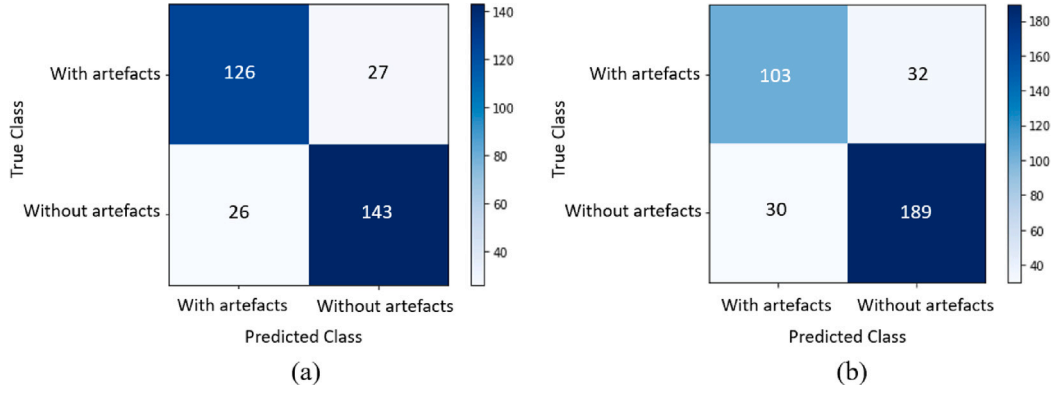 With artefacts
Without artefacts
True Class
126
27
26
143
With artefacts
Without artefacts
Predicted Class
140
120
100
80
60
40
(a)
With artefacts
Without artefacts
True Class
103
32
30
189
With artefacts
Without artefacts
Predicted Class
180
160
140
120
100
80
60
40
(b)